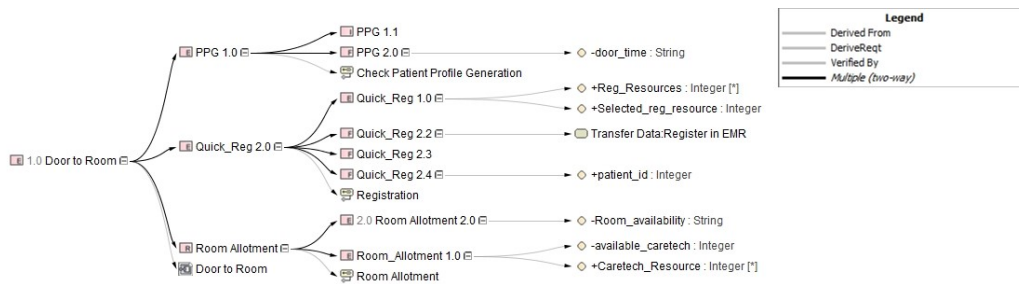 Legend
Derived From
DeriveReqt
Verified By
Multiple (two-way)
PPG 1.1
PPG 1.0
PPG 2.0
-door_time : String
Check Patient Profile Generation
+Reg_Resources : Integer [*]
Quick_Reg 1.0
+Selected_reg_resource : Integer
Quick_Reg 2.2
Transfer Data:Register in EMR
Quick_Reg 2.0
Quick_Reg 2.3
1.0 Door to Room
Quick_Reg 2.4
+patient_id : Integer
Registration
2.0 Room Allotment 2.0
-Room_availability : String
Room Allotment
-available_caretech : Integer
Room_Allotment 1.0
+Caretech_Resource : Integer [*]
Door to Room
Room Allotment